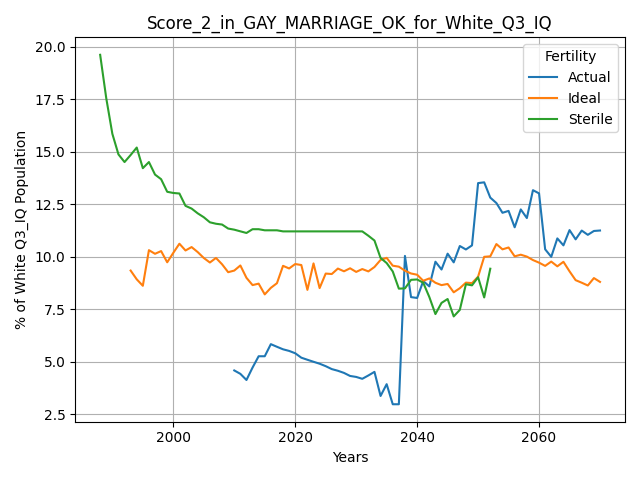 Score_2_in_GAY_MARRIAGE_OK_for_White_Q3_IQ
Fertility
Actual
Ideal
Sterile
% of White Q3_IQ Population
20.0
17.5
15.0
12.5
10.0
7.5
5.0
2.5
2000
2020
2040
2060
Years